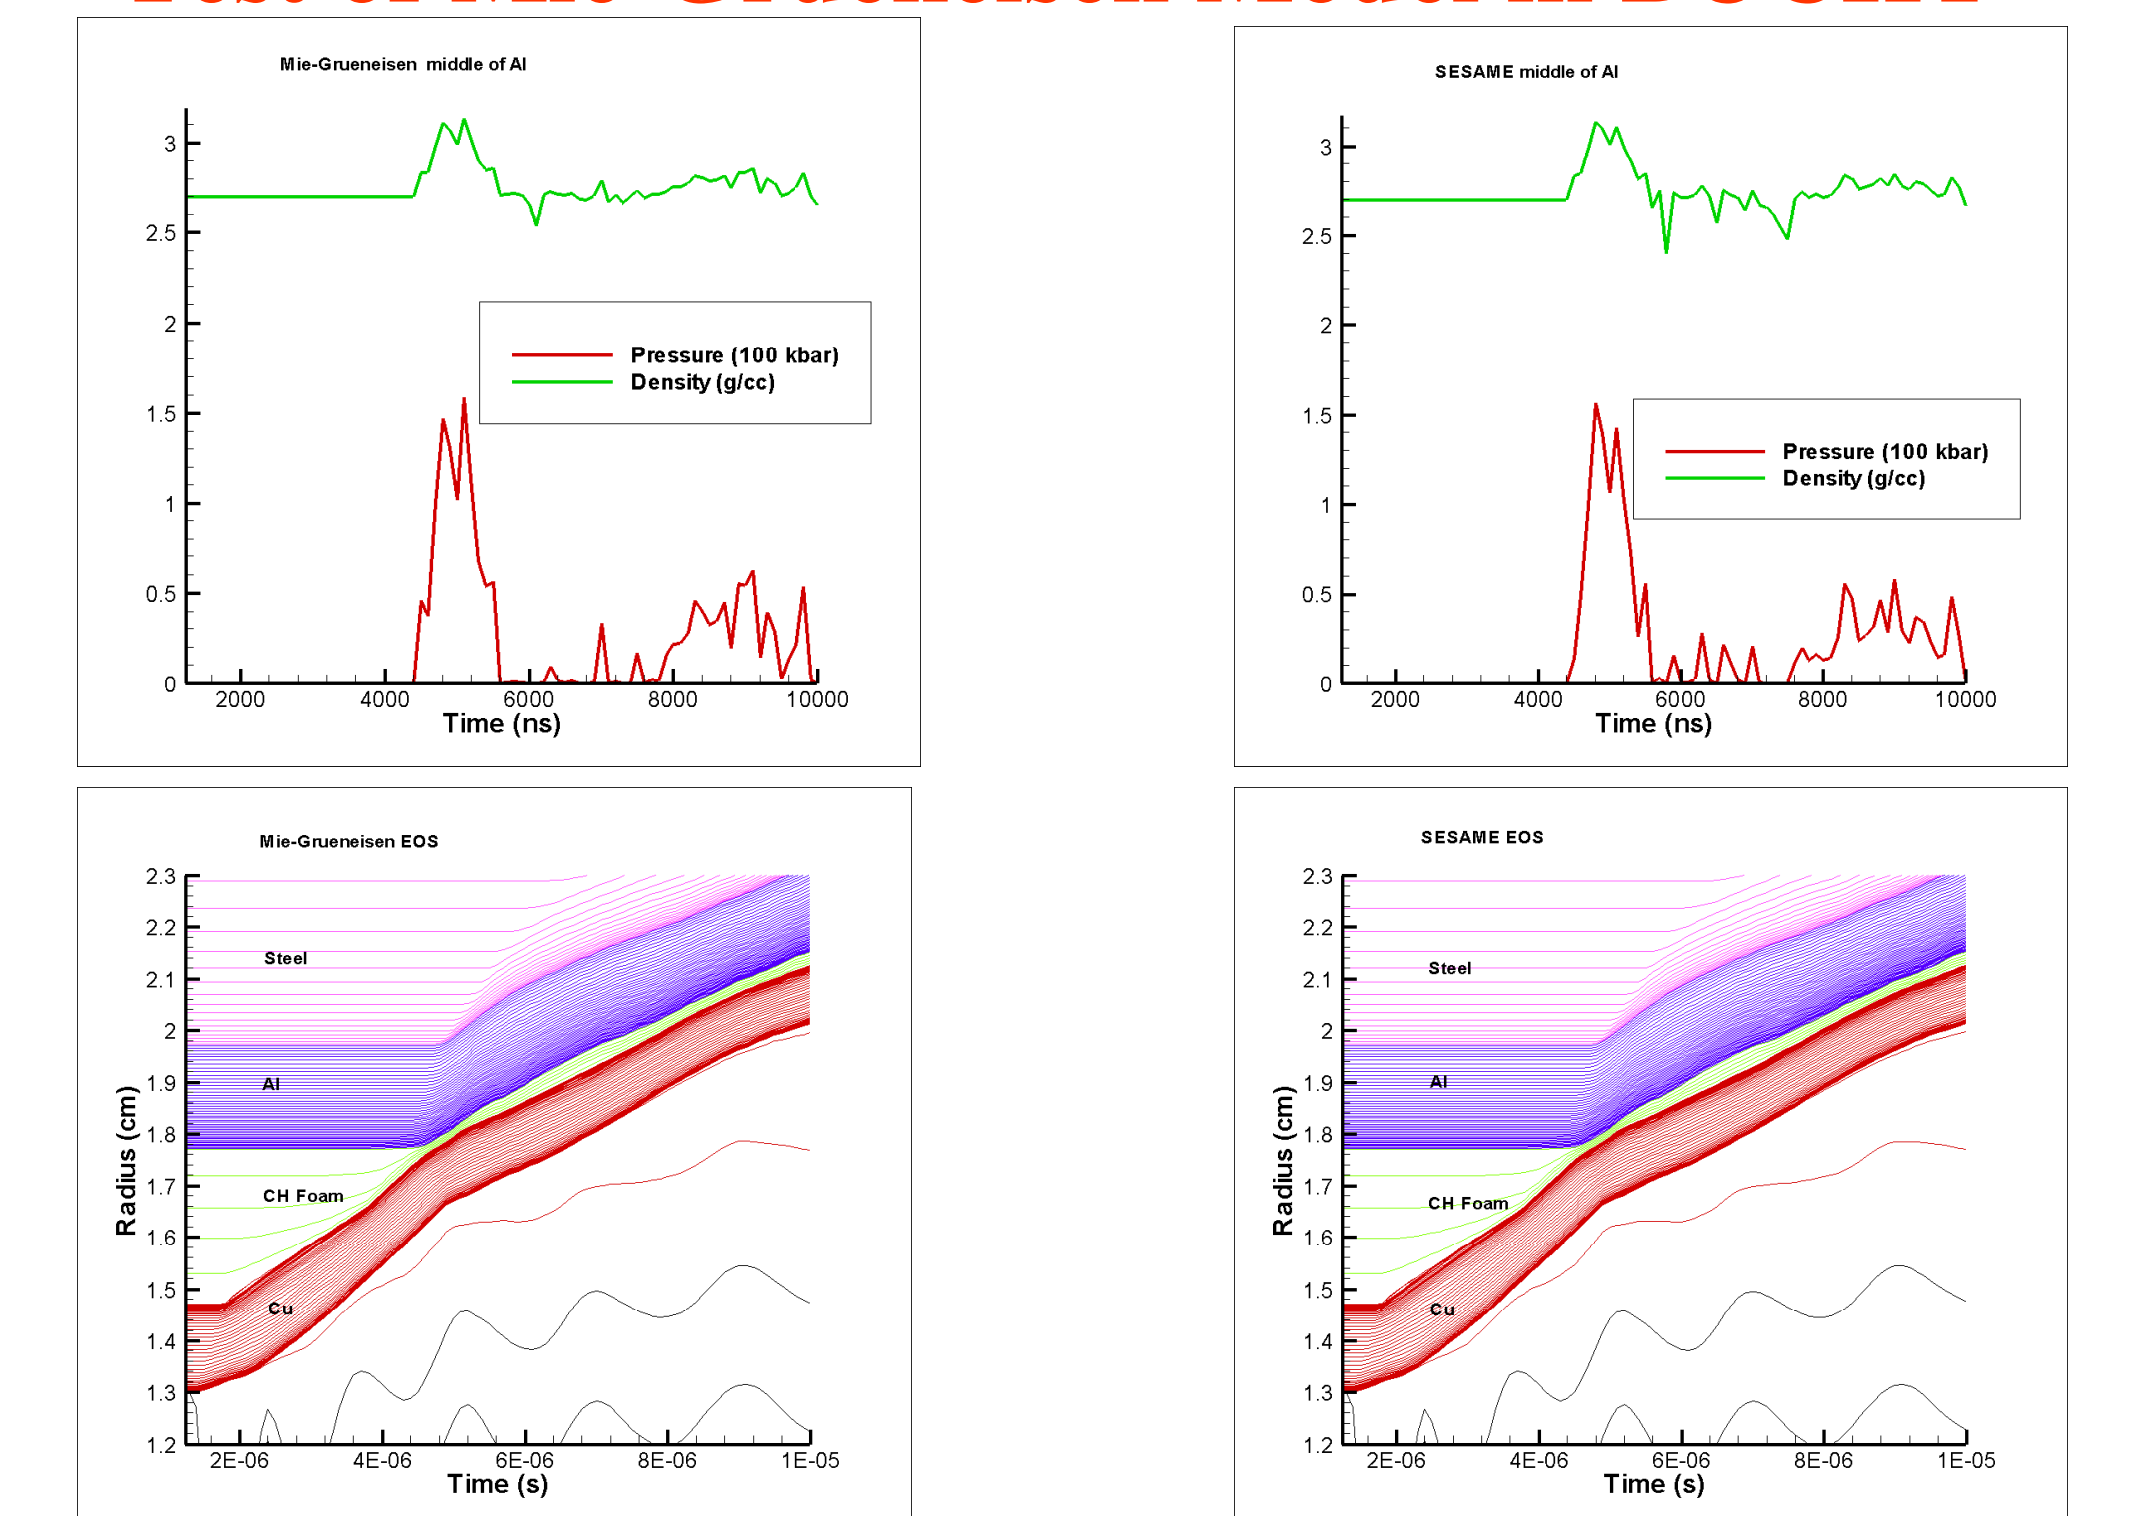 Mie-Grueneisen middle of Al
3
2.5
2
1.5
1
0.5
0
Pressure (100 kbar)
Density (g/cc)
2000 4000 6000 8000 10000
Time (ns)
SESAME middle of Al
3
2.5
2
1.5
1
0.5
0
Pressure (100 kbar)
Density (g/cc)
2000 4000 6000 8000 10000
Time (ns)
Mie-Grueneisen EOS
2.3
2.2
2.1
2
1.9
1.8
1.7
1.6
1.5
1.4
1.3
1.2
Radius (cm)
Steel
Al
CH Foam
Cu
2E-06 4E-06 6E-06 8E-06 1E-05
Time (s)
SESAME EOS
2.3
2.2
2.1
2
1.9
1.8
1.7
1.6
1.5
1.4
1.3
1.2
Radius (cm)
Steel
Al
CH Foam
Cu
2E-06 4E-06 6E-06 8E-06 1E-05
Time (s)